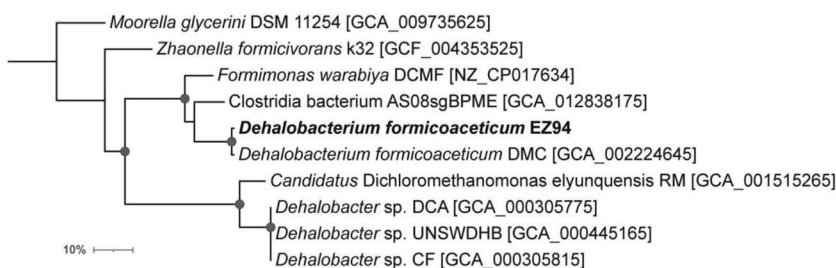 Moorella glycerini DSM 11254 [GCA_009735625]
Zhaonella formicivorans k32 [GCF_004353525]
Formimonas warabiya DCMF [NZ_CP017634]
Clostridia bacterium AS08sgBPME [GCA_012838175]
Dehalobacterium formicoaceticum EZ94
Dehalobacterium formicoaceticum DMC [GCA_002224645]
Candidatus Dichloromethanomonas elyunquensis RM [GCA_001515265]
Dehalobacter sp. DCA [GCA_000305775]
Dehalobacter sp. UNSWDHB [GCA_000445165]
Dehalobacter sp. CF [GCA_000305815]
10%